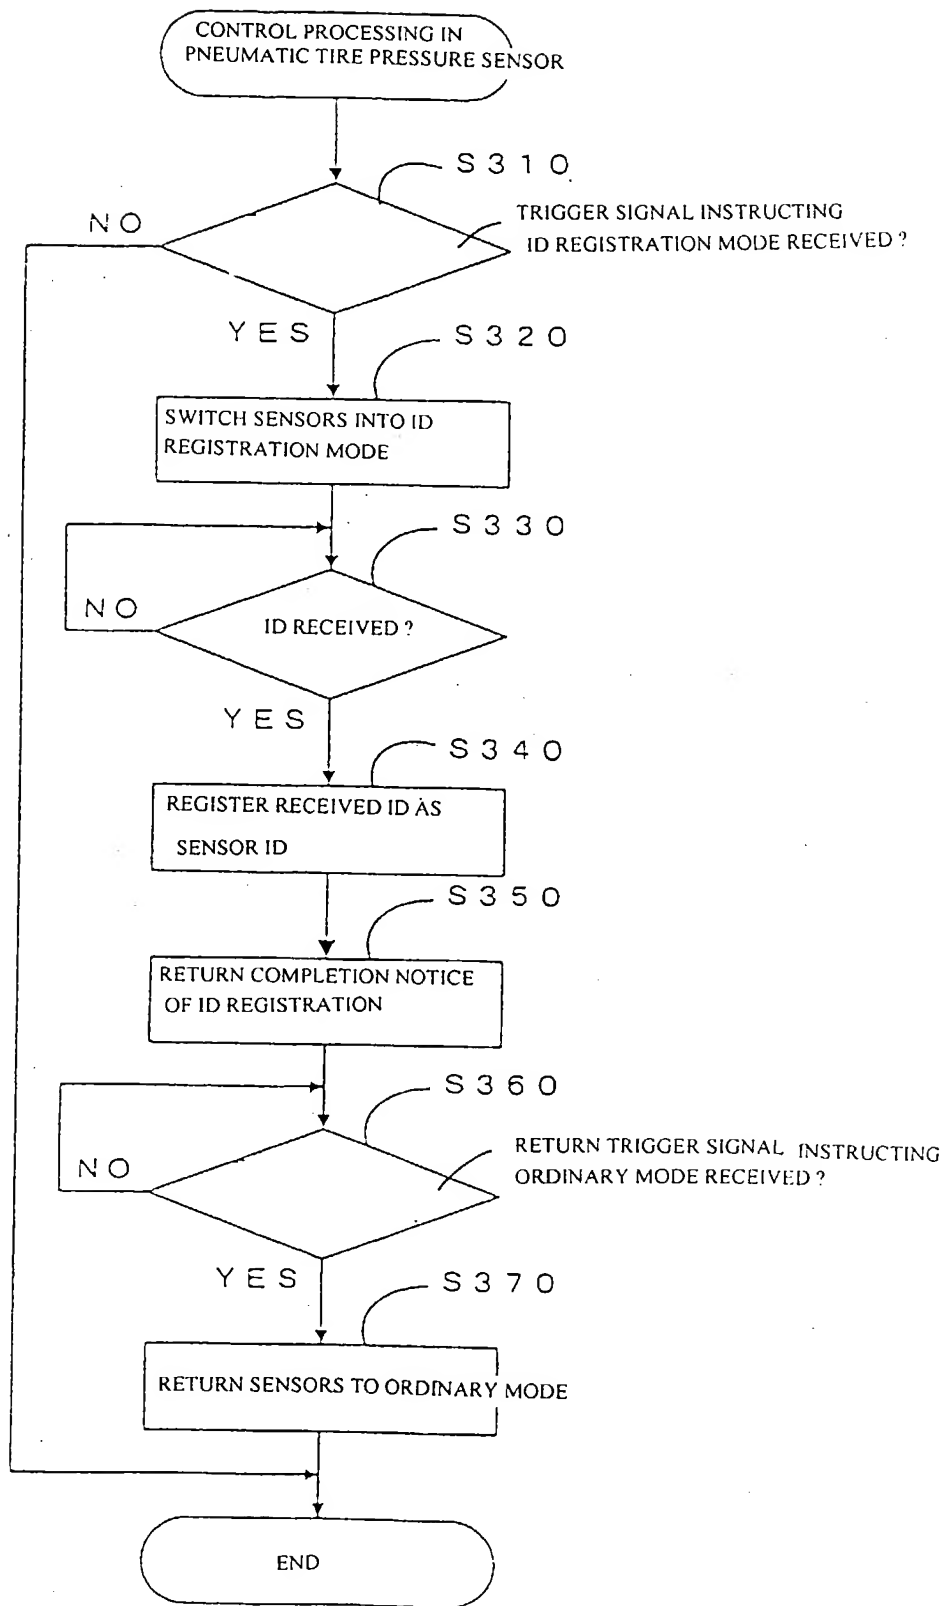 CONTROL PROCESSING IN
PNEUMATIC TIRE PRESSURE SENSOR
S310
NO
TRIGGER SIGNAL INSTRUCTING
ID REGISTRATION MODE RECEIVED ?
YES
S320
SWITCH SENSORS INTO ID
REGISTRATION MODE
S330
NO
ID RECEIVED ?
YES
S340
REGISTER RECEIVED ID AS
SENSOR ID
S350
RETURN COMPLETION NOTICE
OF ID REGISTRATION
S360
NO
RETURN TRIGGER SIGNAL INSTRUCTING
ORDINARY MODE RECEIVED ?
YES
S370
RETURN SENSORS TO ORDINARY MODE
END